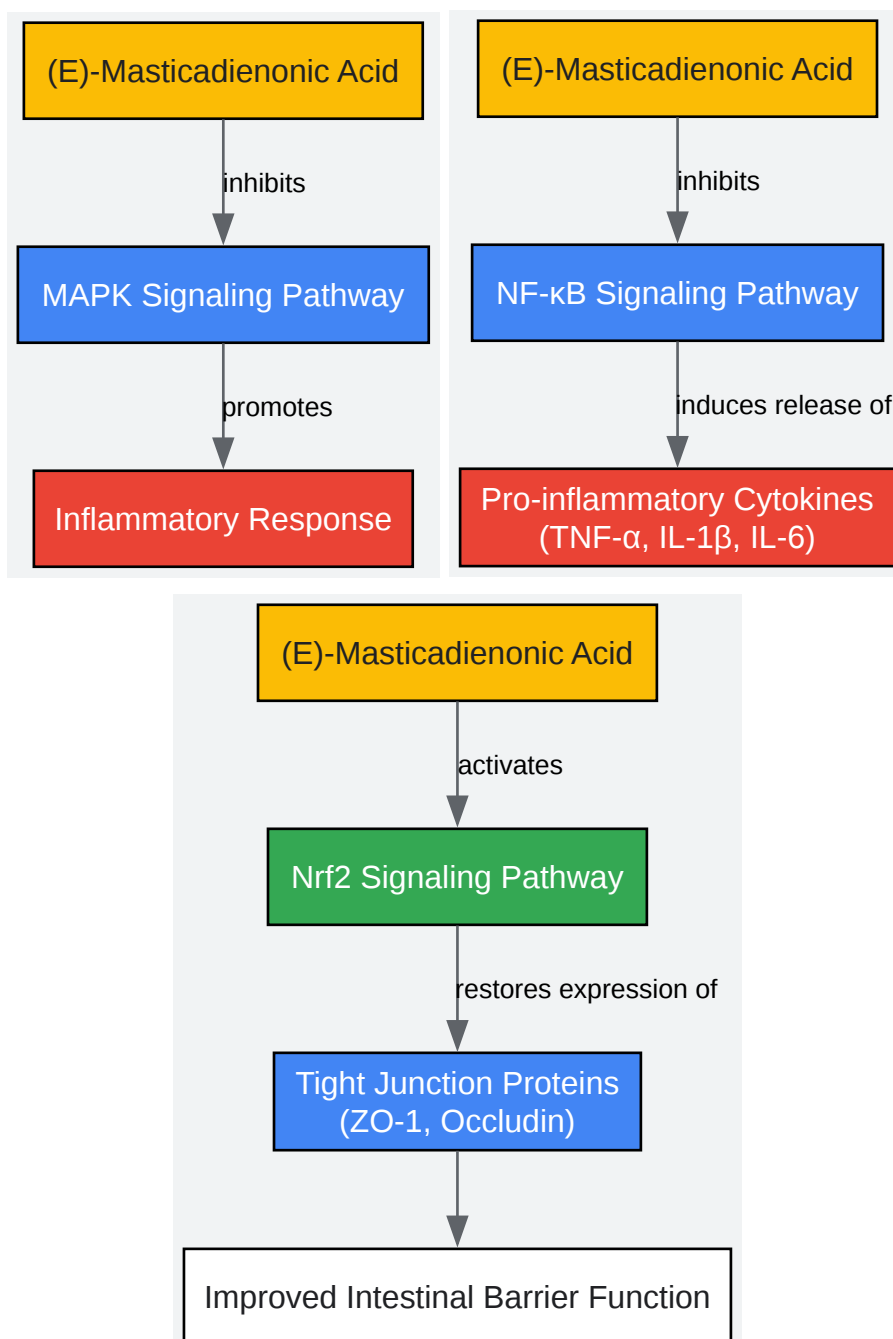 (E)-Masticadienonic Acid
inhibits
MAPK Signaling Pathway
promotes
Inflammatory Response
(E)-Masticadienonic Acid
inhibits
NF-κB Signaling Pathway
induces release of
Pro-inflammatory Cytokines
(TNF-α, IL-1β, IL-6)
(E)-Masticadienonic Acid
activates
Nrf2 Signaling Pathway
restores expression of
Tight Junction Proteins
(ZO-1, Occludin)
Improved Intestinal Barrier Function